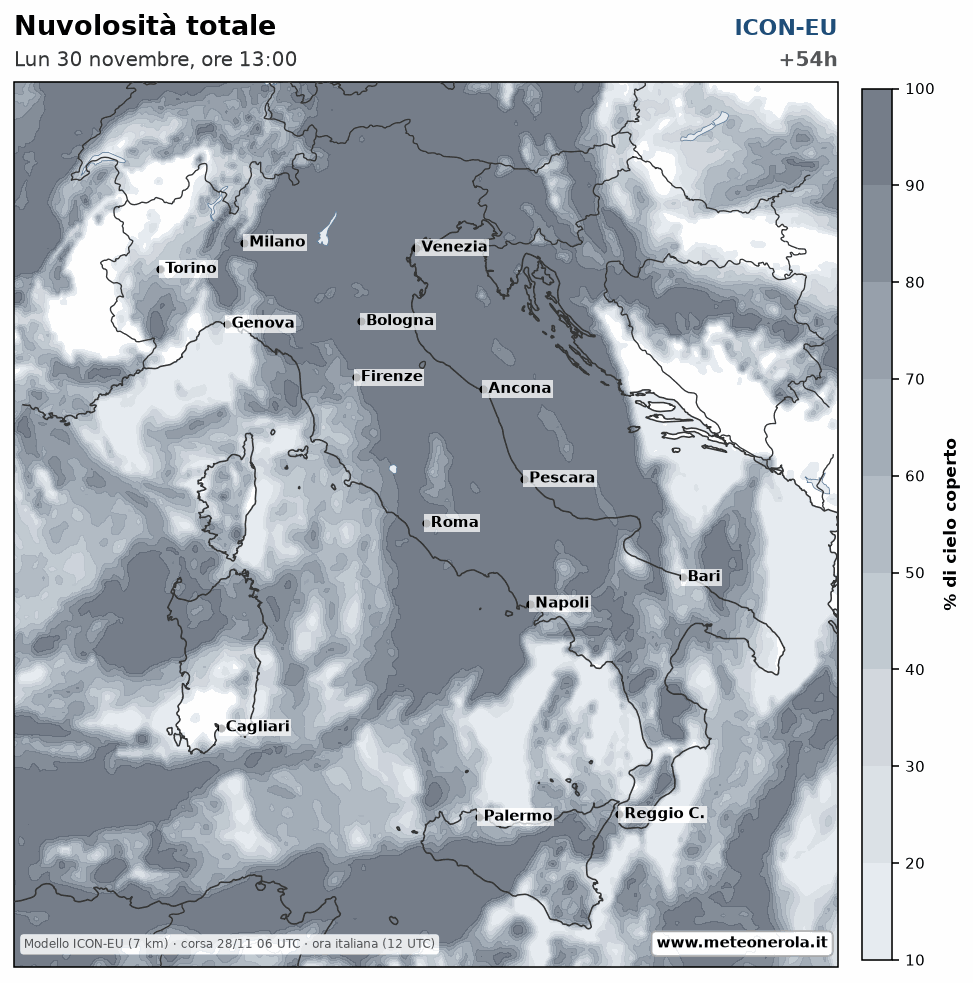 Nuvolosità totale
ICON-EU
Lun 30 novembre, ore 13:00
+54h
100
90
80
70
60
50
40
30
20
10
% di cielo coperto
Milano
Venezia
Torino
Genova
Bologna
Firenze
Ancona
Pescara
Roma
Bari
Napoli
Cagliari
Palermo
Reggio C.
Modello ICON-EU (7 km) · corsa 28/11 06 UTC · ora italiana (12 UTC)
www.meteonerola.it